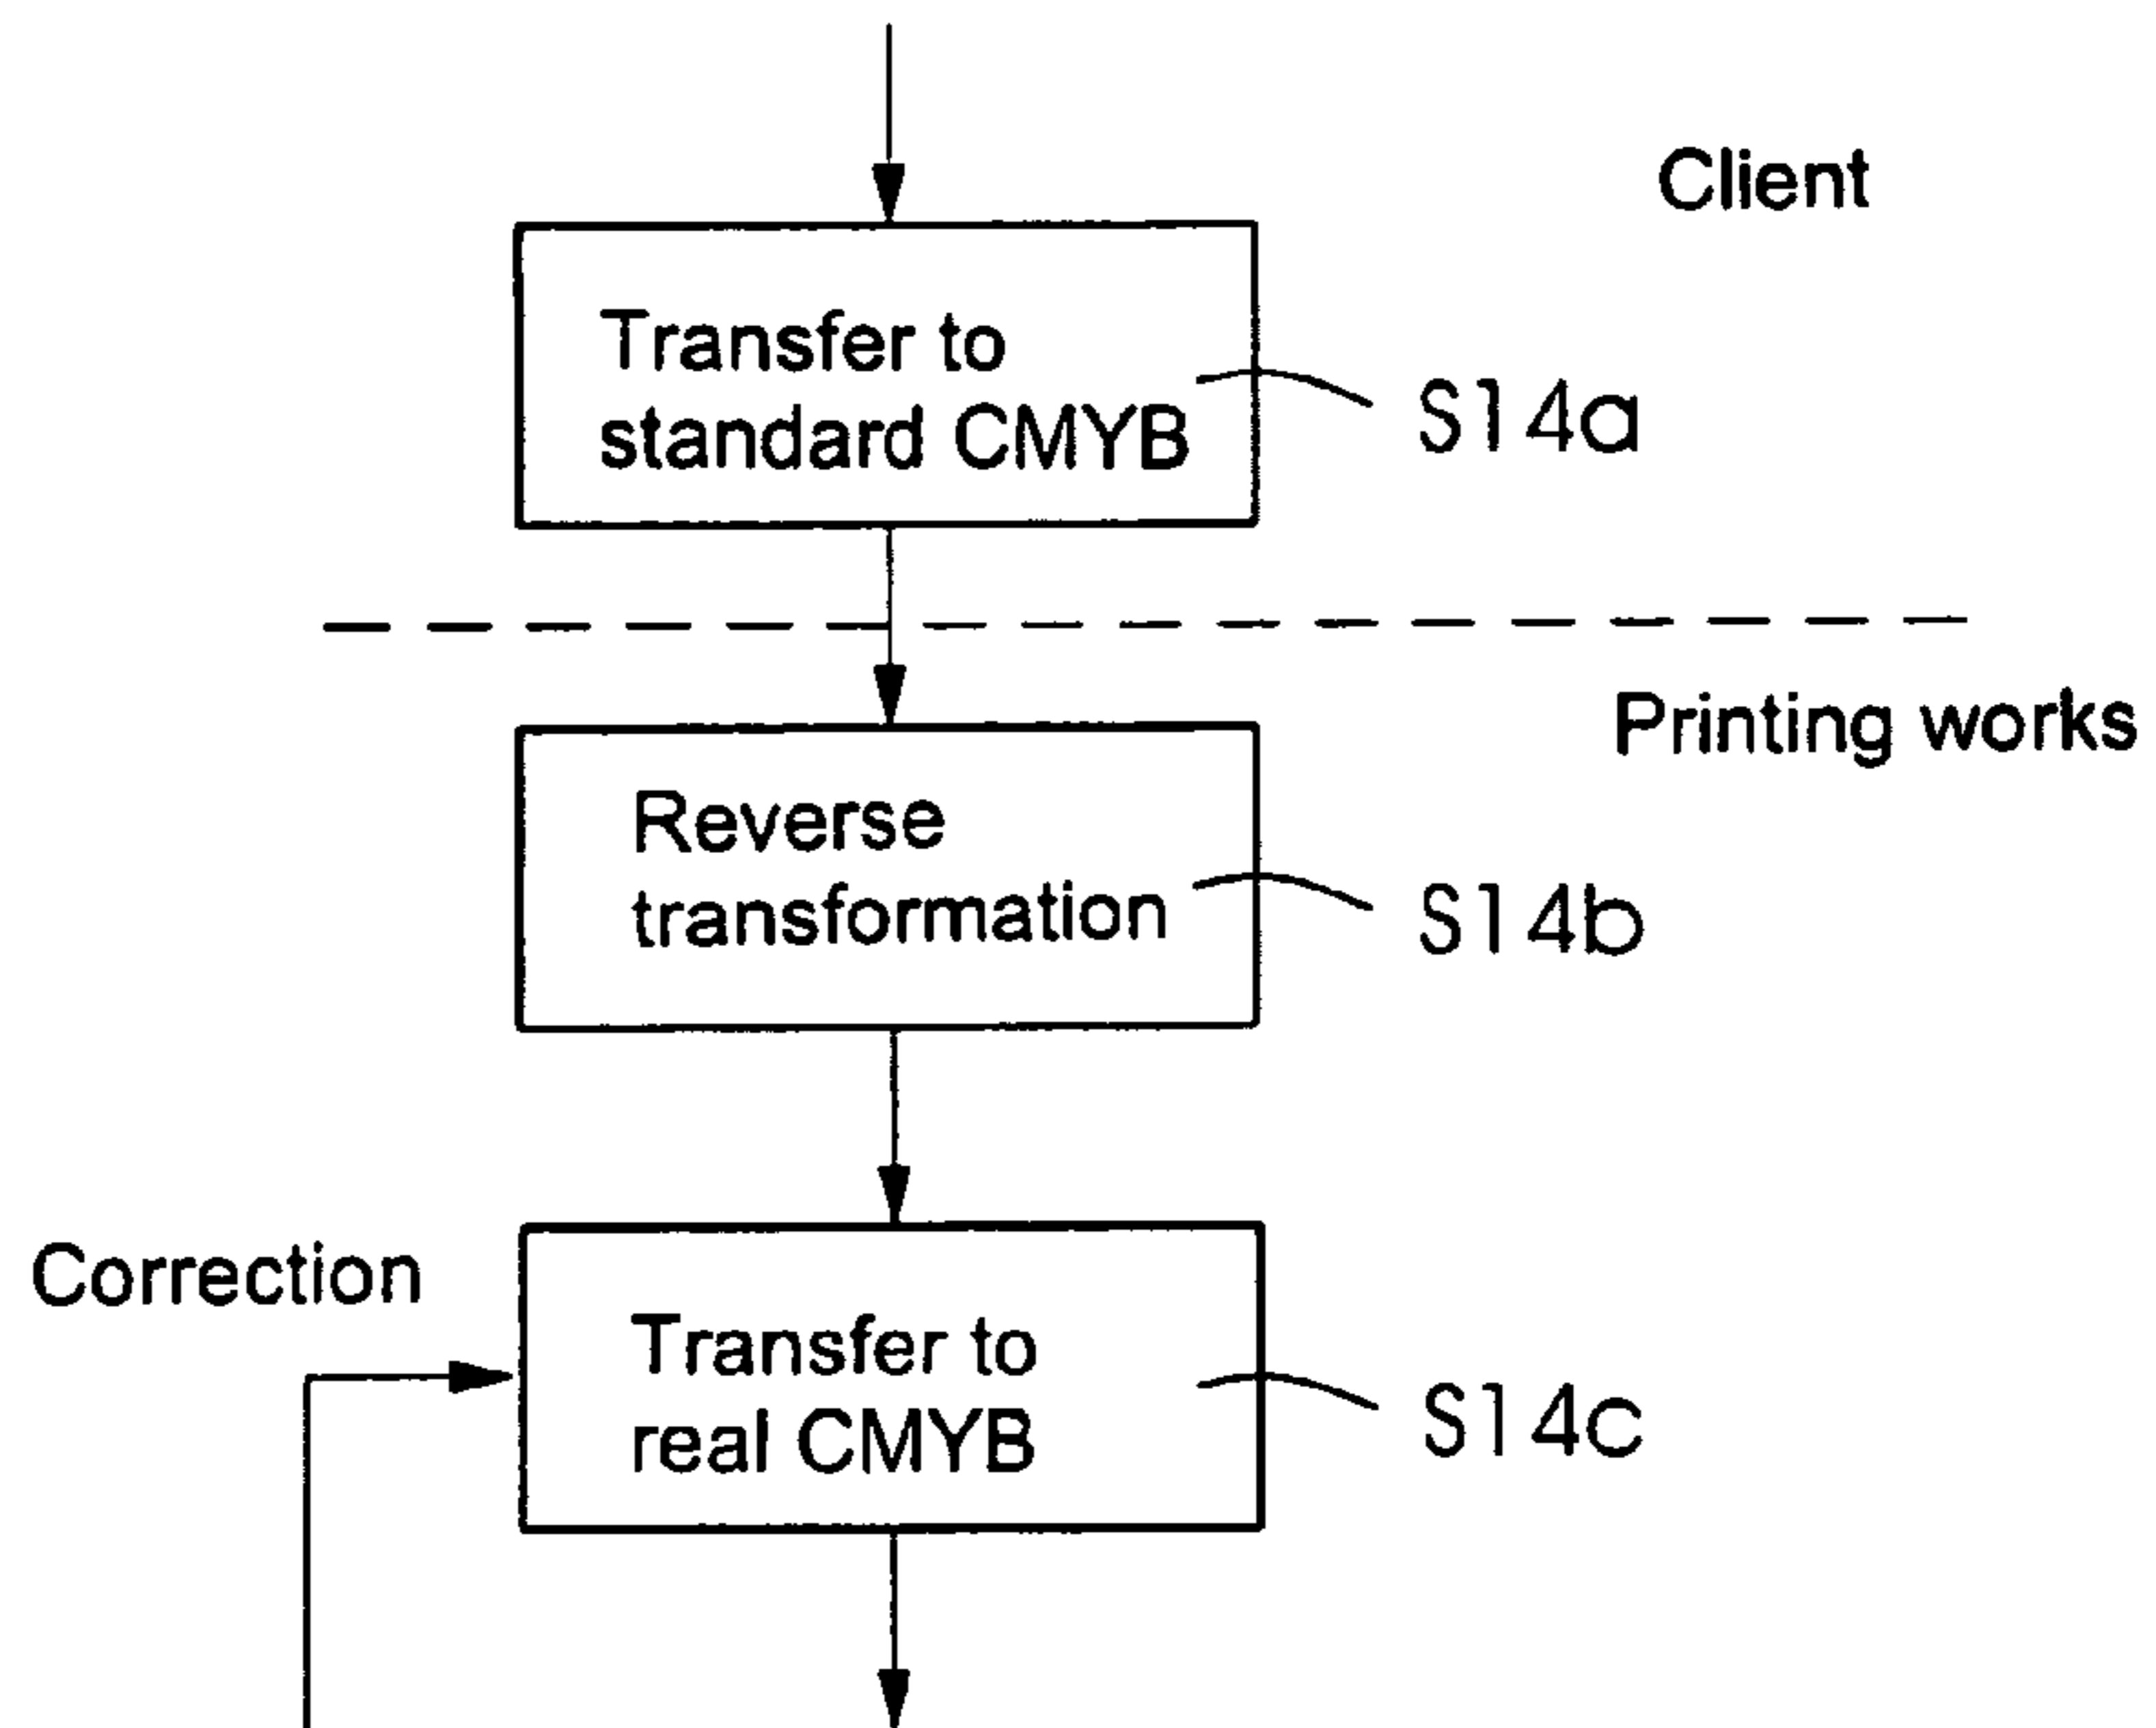 Client
Transfer to
standard CMYB
S14a
Printing works
Reverse
transformation
S14b
Correction
Transfer to
real CMYB
S14c